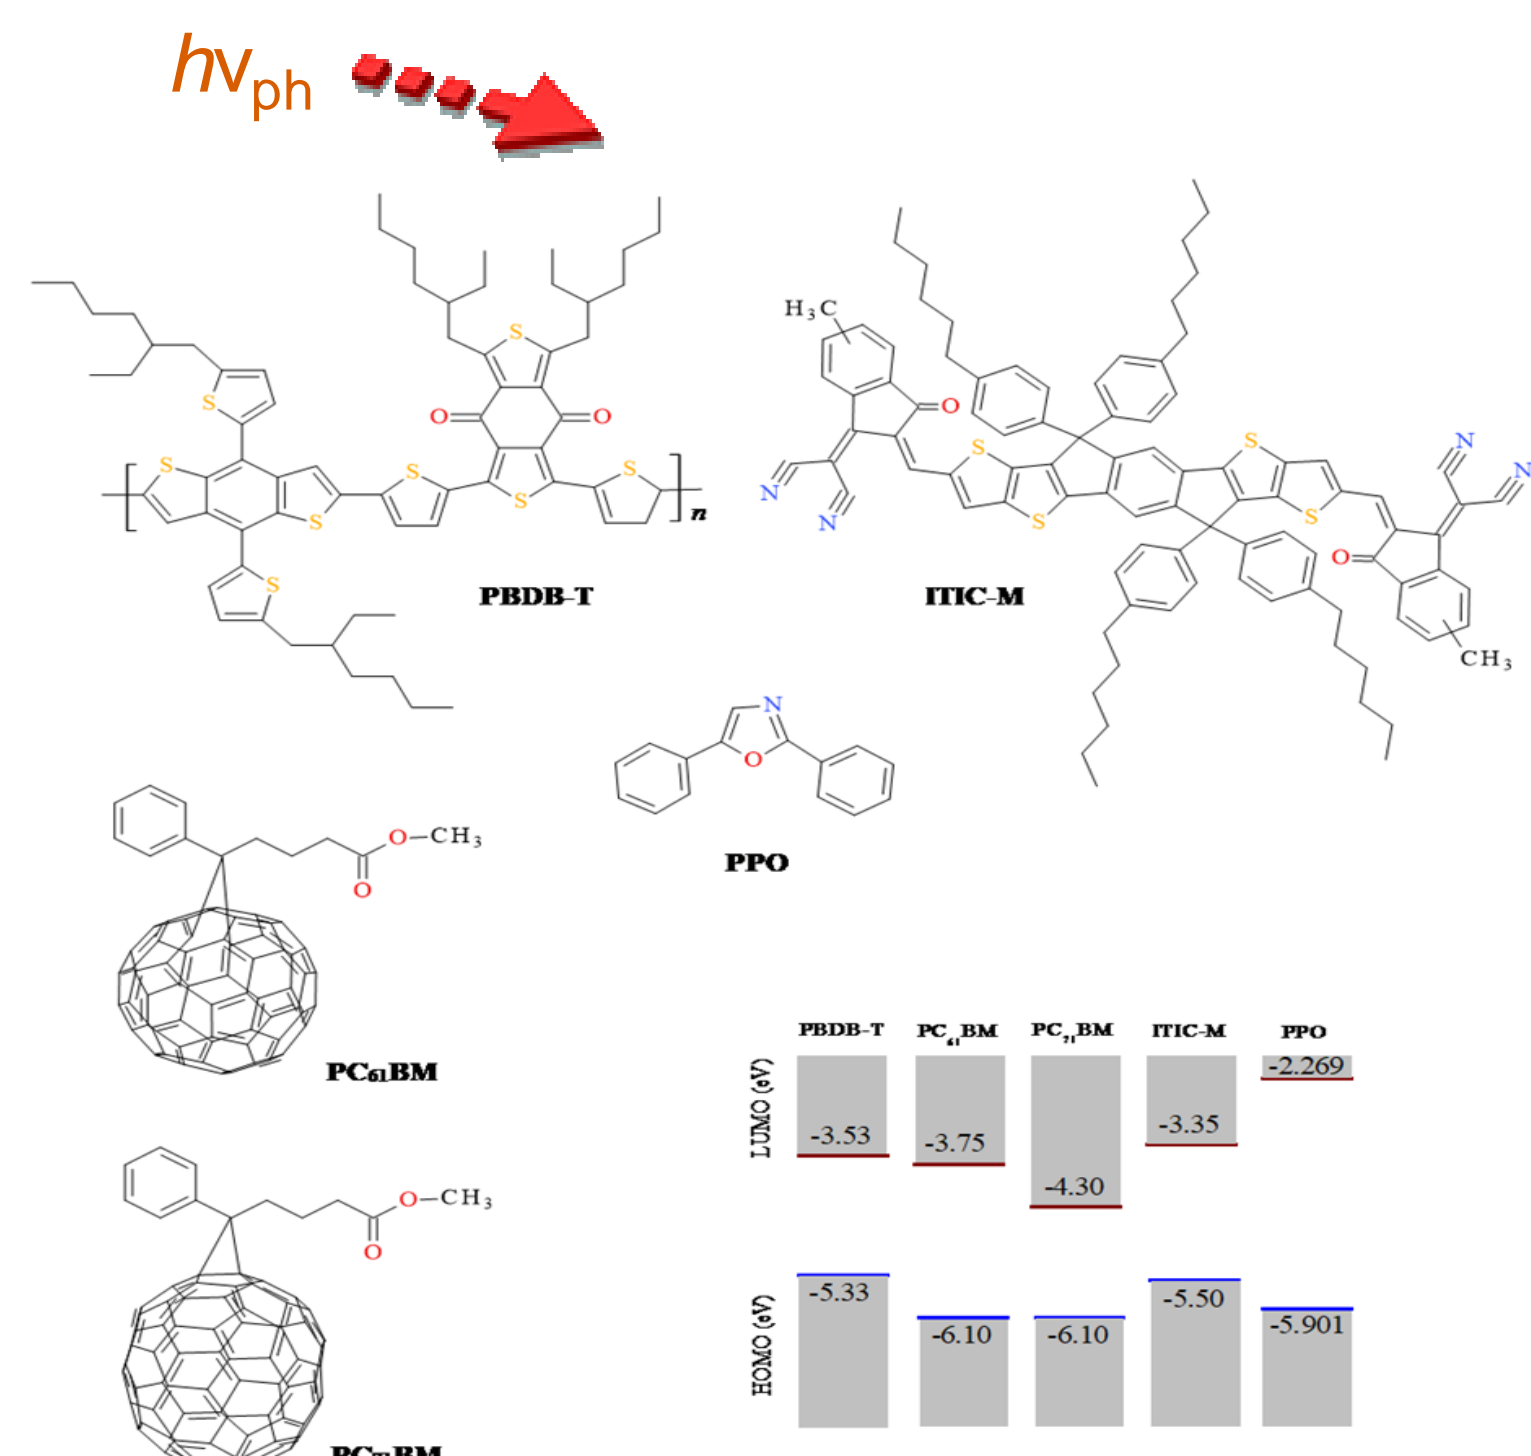 hνph
H3C
S
S
O
O
O
N
N
S
S
S
S
S
S
S
n
S
S
S
S
N
N
O
CH3
PBDB-T
ITIC-M
N
O
PPO
O—CH3
O
PC61BM
PBDB-T PC61BM PC71BM ITIC-M PPO
LUMO (eV)
-3.53 -3.75 -4.30 -3.35 -2.269
O—CH3
O
HOMO (eV)
-5.33 -6.10 -6.10 -5.50 -5.901
PC71BM